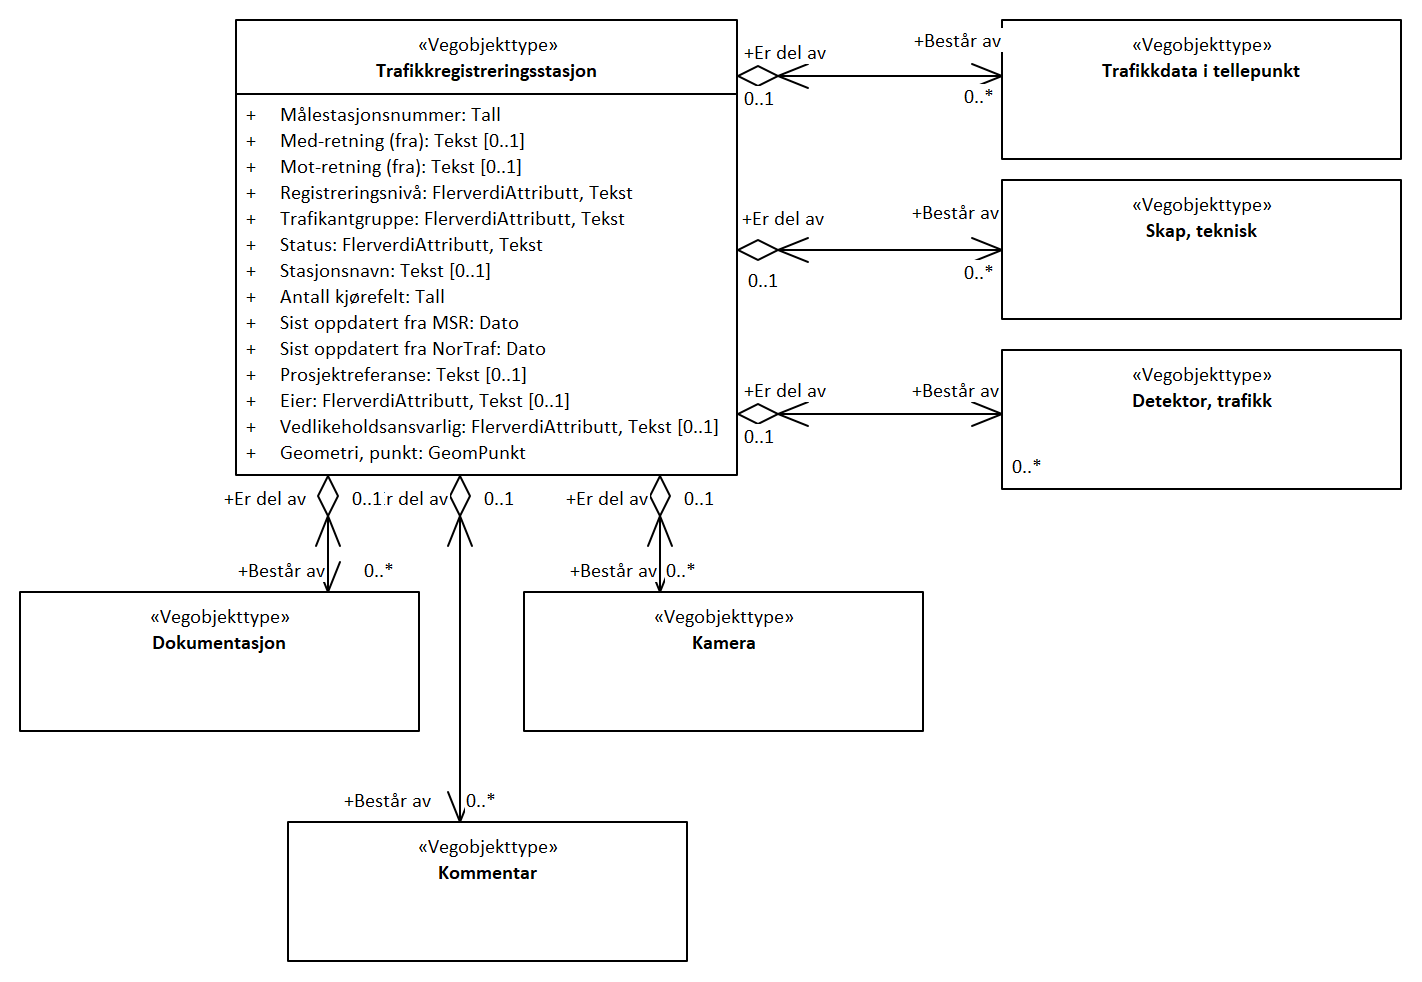 «Vegobjekttype»
Trafikkregistreringsstasjon
+ Målestasjonsnummer: Tall
+ Med-retning (fra): Tekst [0..1]
+ Mot-retning (fra): Tekst [0..1]
+ Registreringsnivå: FlerverdiAttributt, Tekst
+ Trafikantgruppe: FlerverdiAttributt, Tekst
+ Status: FlerverdiAttributt, Tekst
+ Stasjonsnavn: Tekst [0..1]
+ Antall kjørefelt: Tall
+ Sist oppdatert fra MSR: Dato
+ Sist oppdatert fra NorTraf: Dato
+ Prosjektreferanse: Tekst [0..1]
+ Eier: FlerverdiAttributt, Tekst [0..1]
+ Vedlikeholdsansvarlig: FlerverdiAttributt, Tekst [0..1]
+ Geometri, punkt: GeomPunkt
+Er del av
0..1
+Består av
0..*
«Vegobjekttype»
Trafikkdata i tellepunkt
+Er del av
0..1
+Består av
0..*
«Vegobjekttype»
Skap, teknisk
+Er del av
0..1
+Består av
«Vegobjekttype»
Detektor, trafikk
0..*
+Er del av
0..1
r del av
0..1
+Er del av
0..1
+Består av
0..*
+Består av
0..*
«Vegobjekttype»
Dokumentasjon
«Vegobjekttype»
Kamera
+Består av
0..*
«Vegobjekttype»
Kommentar